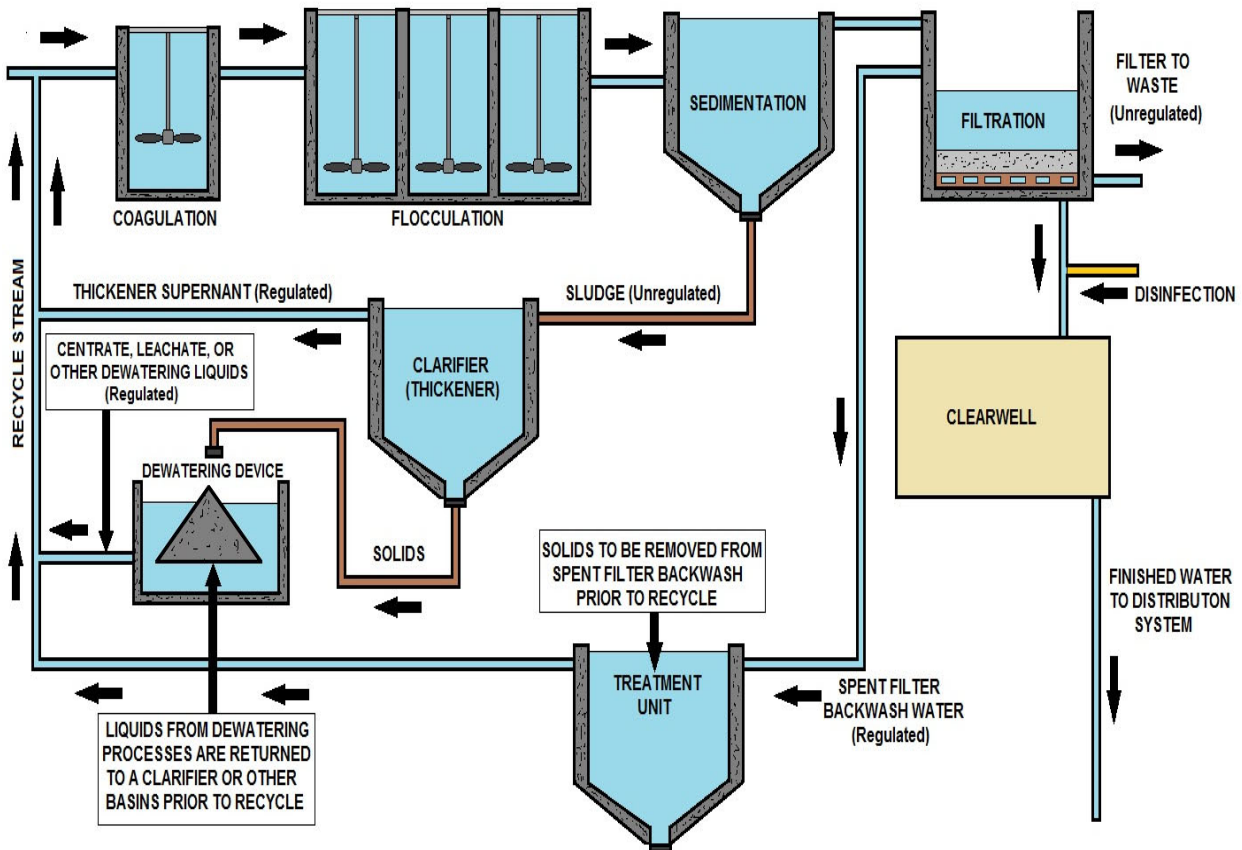 COAGULATION
FLOCCULATION
SEDIMENTATION
FILTRATION
FILTER TO
WASTE
(Unregulated)
DISINFECTION
CLEARWELL
FINISHED WATER
TO DISTRIBUTON
SYSTEM
THICKENER SUPERNANT (Regulated)
SLUDGE (Unregulated)
CLARIFIER
(THICKENER)
RECYCLE STREAM
CENTRATE, LEACHATE, OR
OTHER DEWATERING LIQUIDS
(Regulated)
DEWATERING DEVICE
SOLIDS
SOLIDS TO BE REMOVED FROM
SPENT FILTER BACKWASH
PRIOR TO RECYCLE
TREATMENT
UNIT
SPENT FILTER
BACKWASH WATER
(Regulated)
LIQUIDS FROM DEWATERING
PROCESSES ARE RETURNED
TO A CLARIFIER OR OTHER
BASINS PRIOR TO RECYCLE